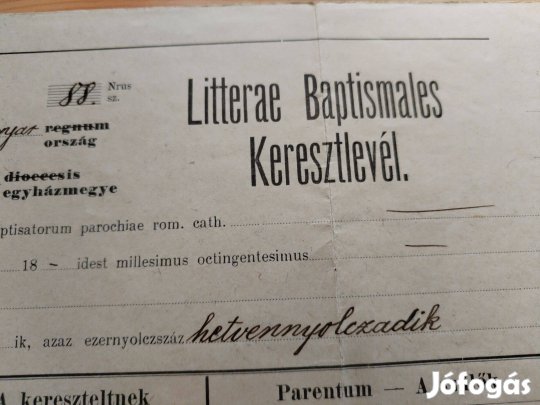 88. Nrus
sz.
Litterae Baptismales
Keresztlevél.
regnum
ország
dioecesis
egyházmegye
ptisatorum parochiae rom. cath.
18 – idest millesimus octingentesimus
ik, azaz ezernyolczszáz hetvennyolczadik
A kereszteltnek
Parentum — A
Jófogás